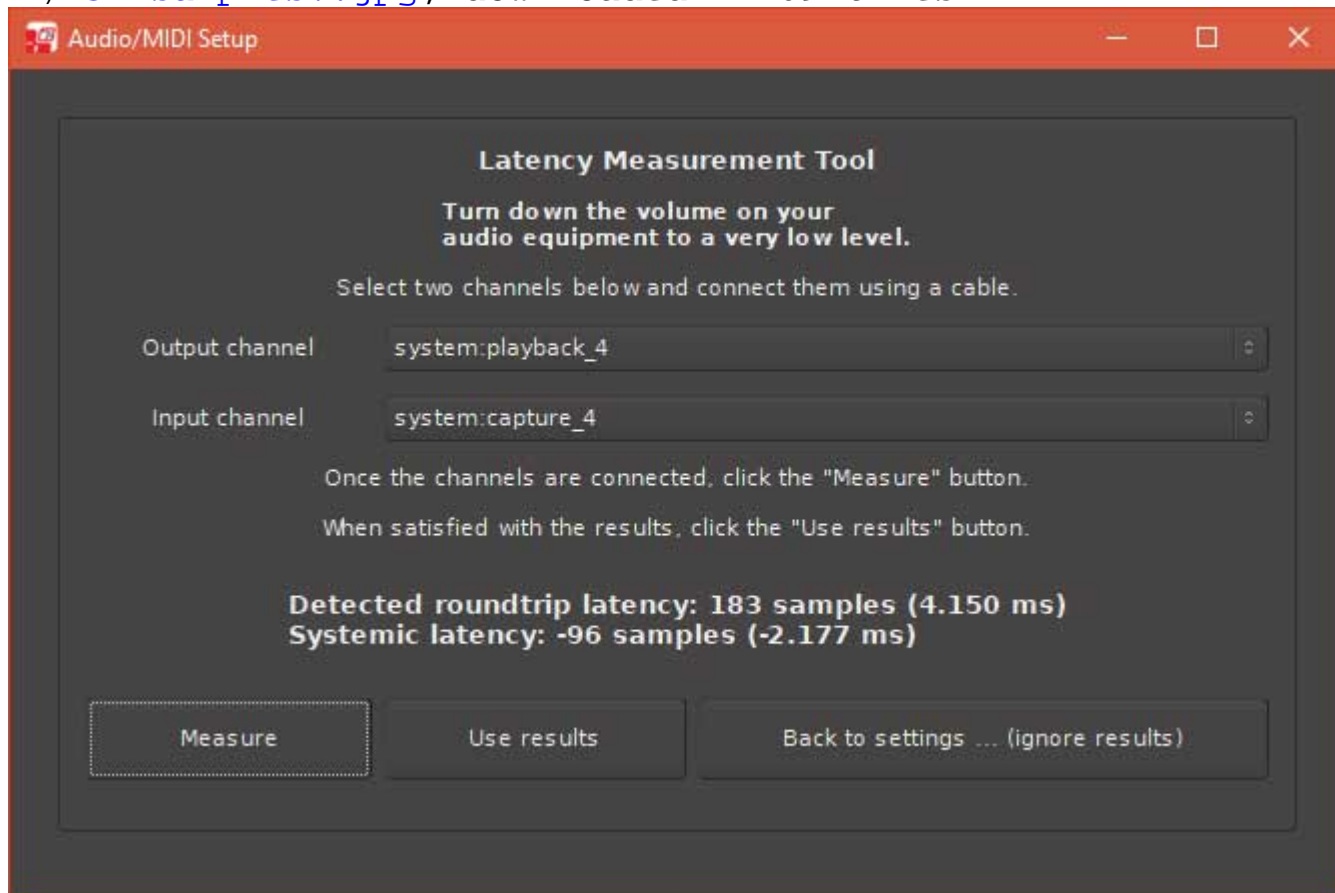 Audio/MIDI Setup
Latency Measurement Tool
Turn down the volume on your
audio equipment to a very low level.
Select two channels below and connect them using a cable.
Output channel system:playback_4
Input channel system:capture_4
Once the channels are connected, click the "Measure" button.
When satisfied with the results, click the "Use results" button.
Detected roundtrip latency: 183 samples (4.150 ms)
Systemic latency: -96 samples (-2.177 ms)
Measure Use results Back to settings ... (ignore results)